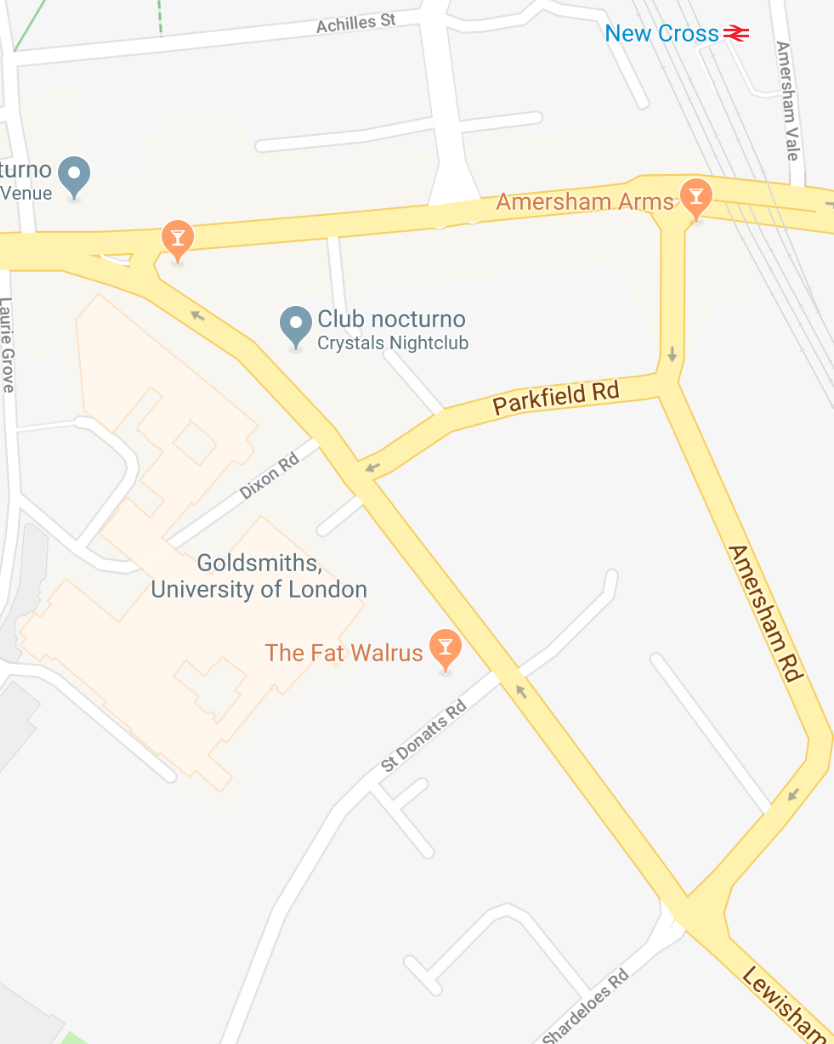 Achilles St
New Cross
Amersham Vale
turno
Venue
Amersham Arms
Laurie Grove
Club nocturno
Crystals Nightclub
Parkfield Rd
Dixon Rd
Goldsmiths,
University of London
Amersham Rd
The Fat Walrus
St Donatts Rd
Shardeloes Rd
Lewisham